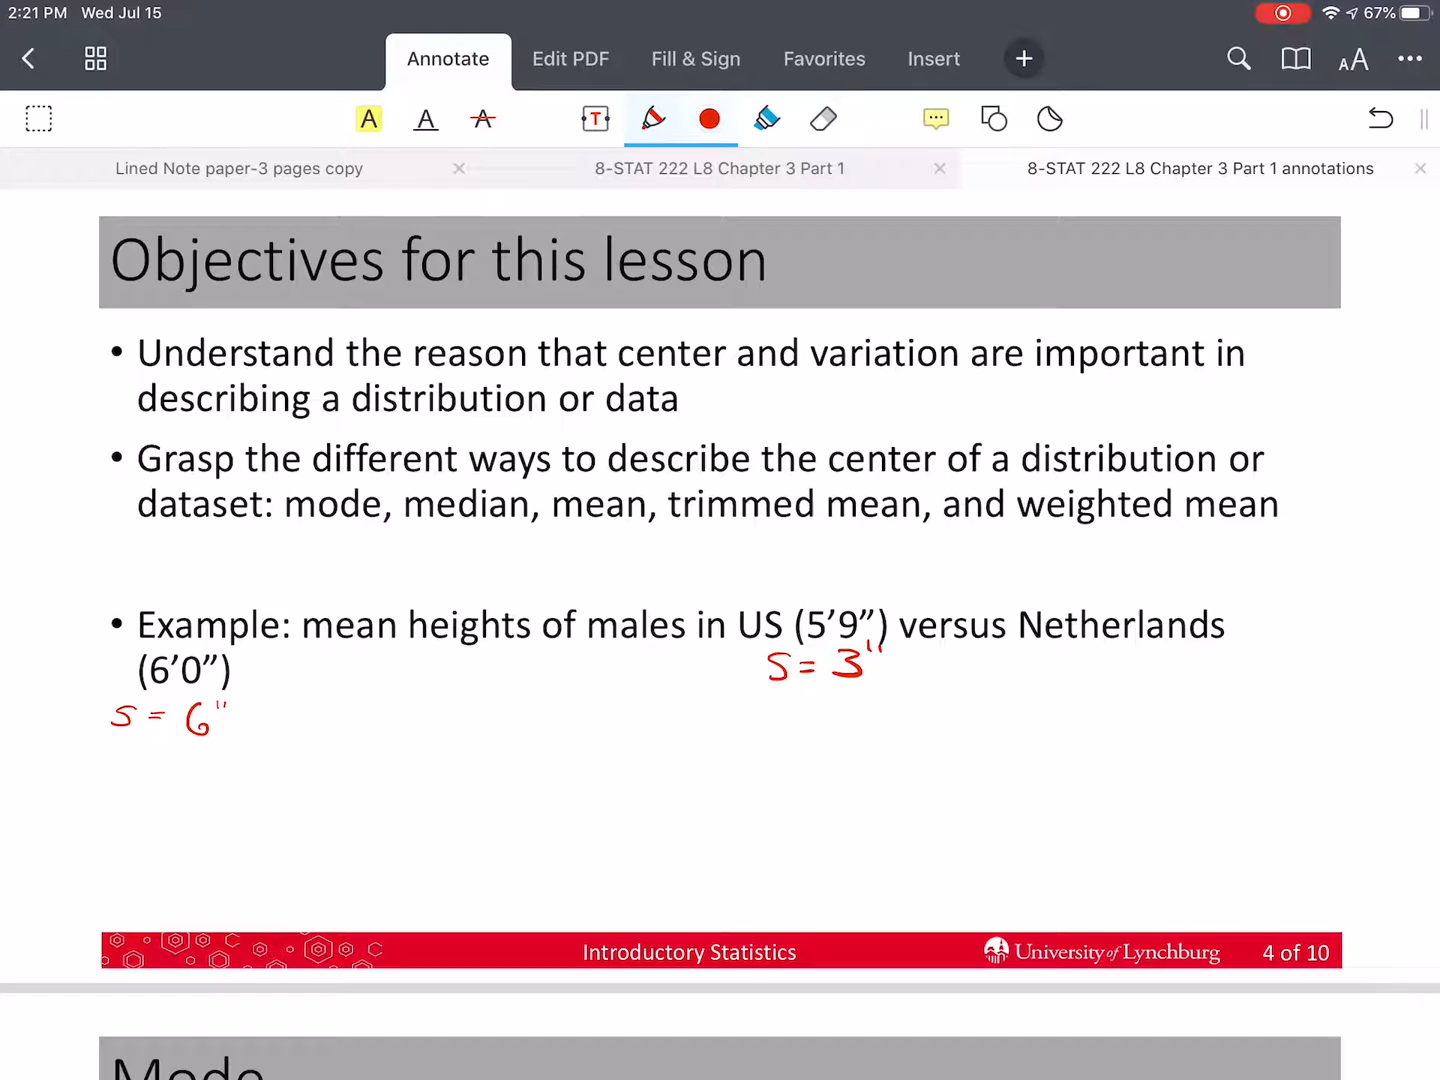 2:21 PM Wed Jul 15
67%
Annotate
Edit PDF
Fill & Sign
Favorites
Insert
AA
A
A
A
T
Lined Note paper-3 pages copy
8-STAT 222 L8 Chapter 3 Part 1
8-STAT 222 L8 Chapter 3 Part 1 annotations
Objectives for this lesson
• Understand the reason that center and variation are important in
describing a distribution or data
• Grasp the different ways to describe the center of a distribution or
dataset: mode, median, mean, trimmed mean, and weighted mean
• Example: mean heights of males in US (5’9”) versus Netherlands
(6’0”)
S = 3"
S = 6"
Introductory Statistics
University of Lynchburg
4 of 10
Mode